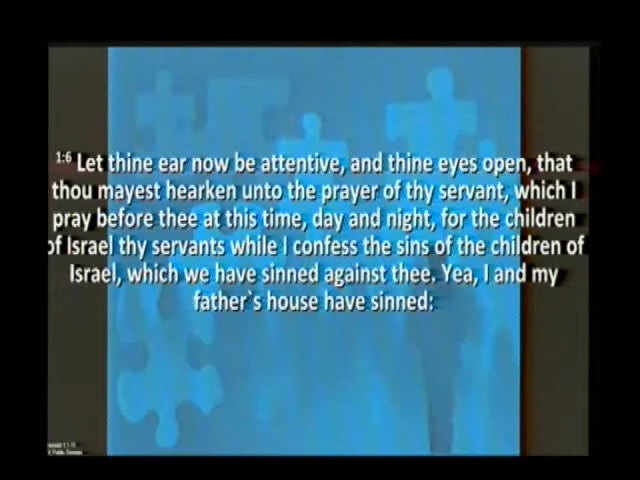 1:6 Let thine ear now be attentive, and thine eyes open, that
thou mayest hearken unto the prayer of thy servant, which I
pray before thee at this time, day and night, for the children
of Israel thy servants while I confess the sins of the children of
Israel, which we have sinned against thee. Yea, I and my
father`s house have sinned:
Public Domain